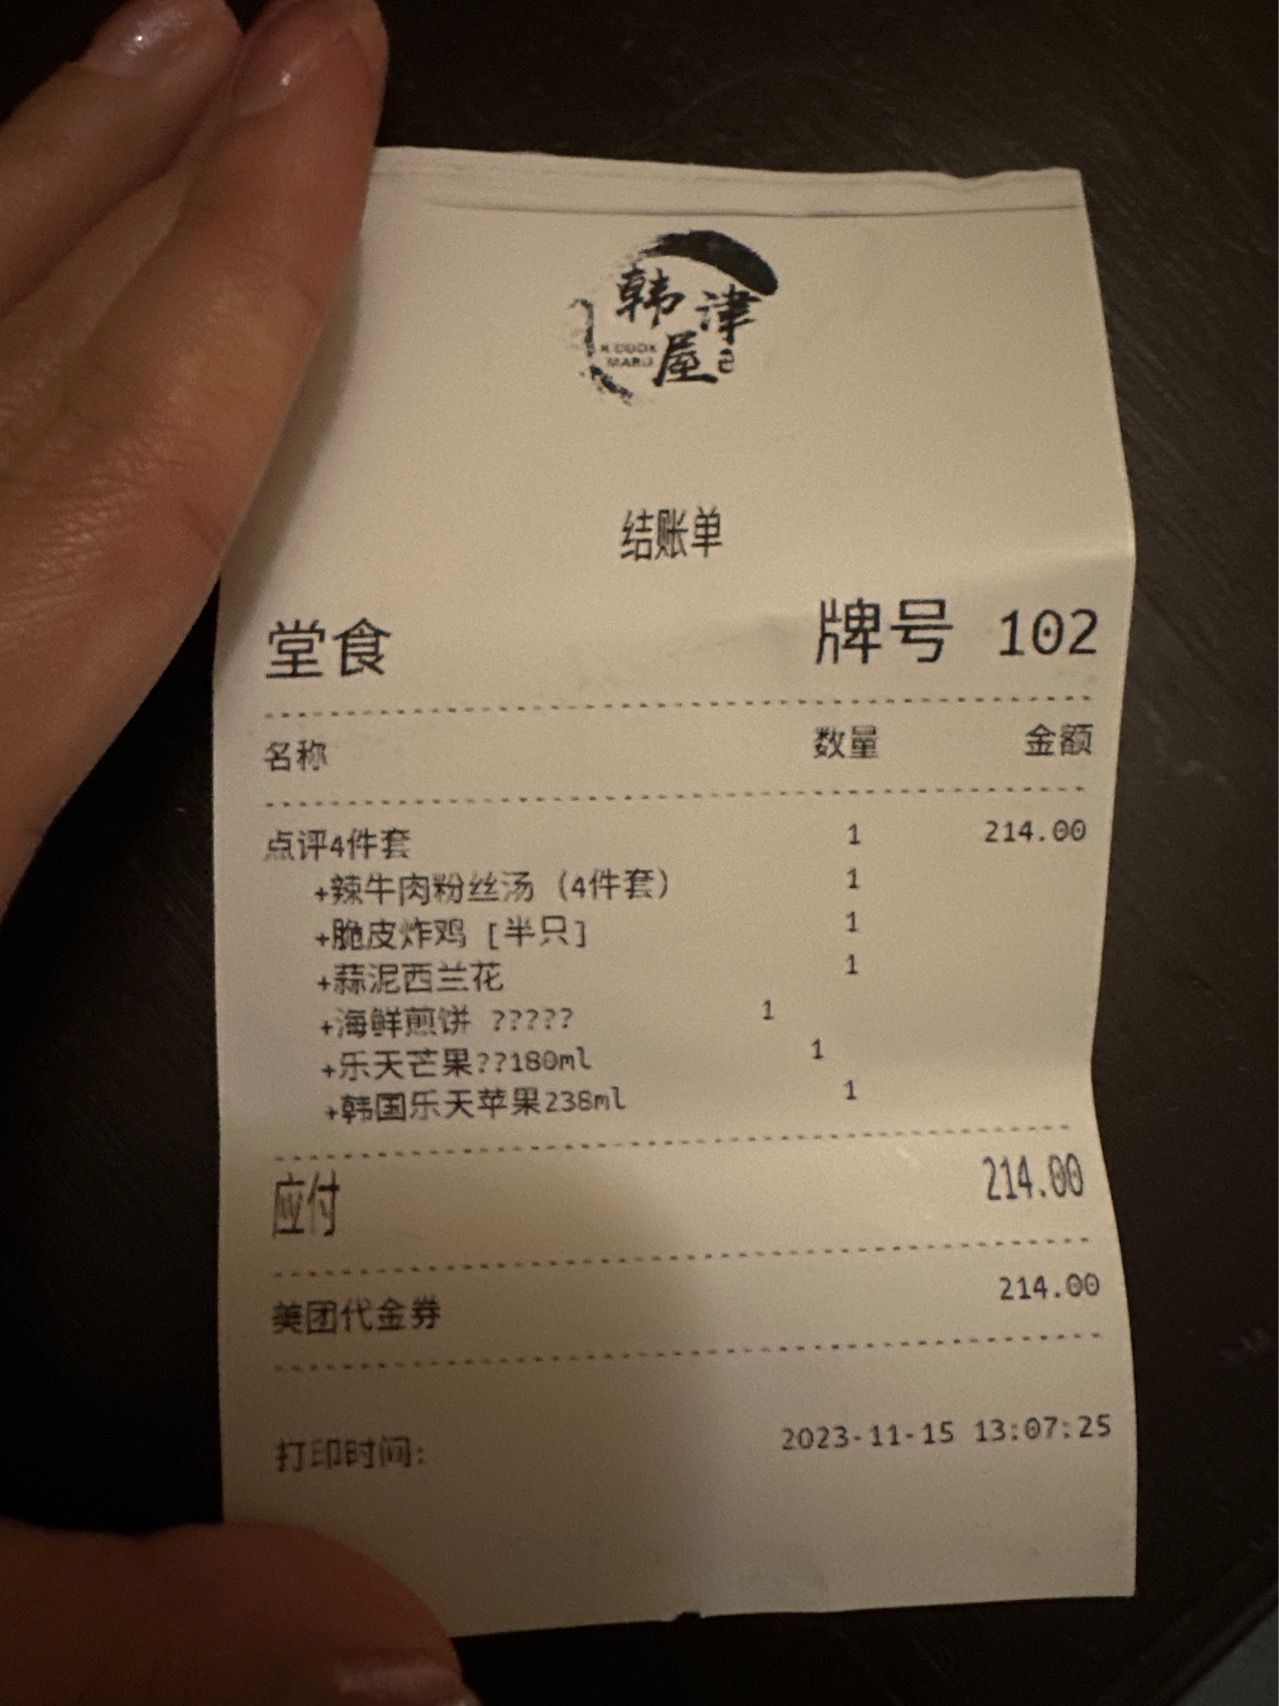 韩津
屋
结账单
堂食 牌号 102
名称 数量 金额
点评4件套 1 214.00
+辣牛肉粉丝汤 (4件套) 1
+脆皮炸鸡 [半只] 1
+蒜泥西兰花 1
+海鲜煎饼 ????? 1
+乐天芒果??180ml 1
+韩国乐天苹果238ml 1
应付 214.00
美团代金券 214.00
打印时间: 2023-11-15 13:07:25